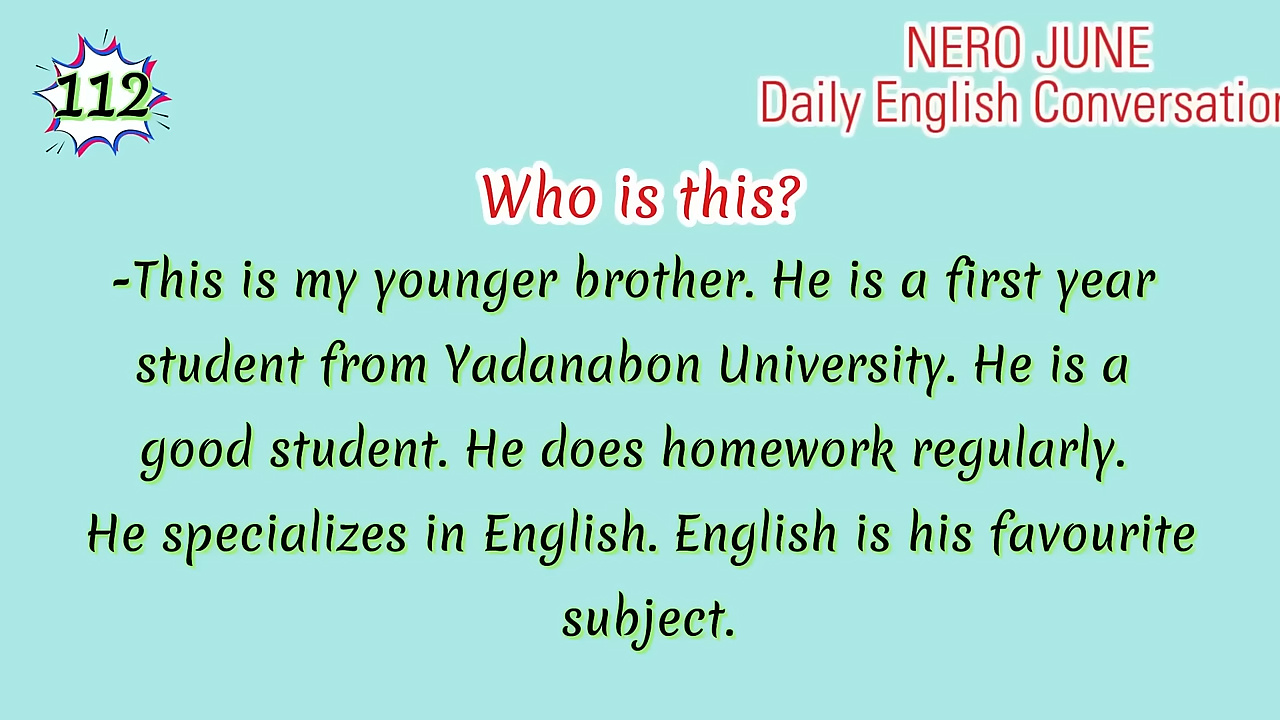 112
NERO JUNE
Daily English Conversation
Who is this?
-This is my younger brother. He is a first year
student from Yadanabon University. He is a
good student. He does homework regularly.
He specializes in English. English is his favourite
subject.